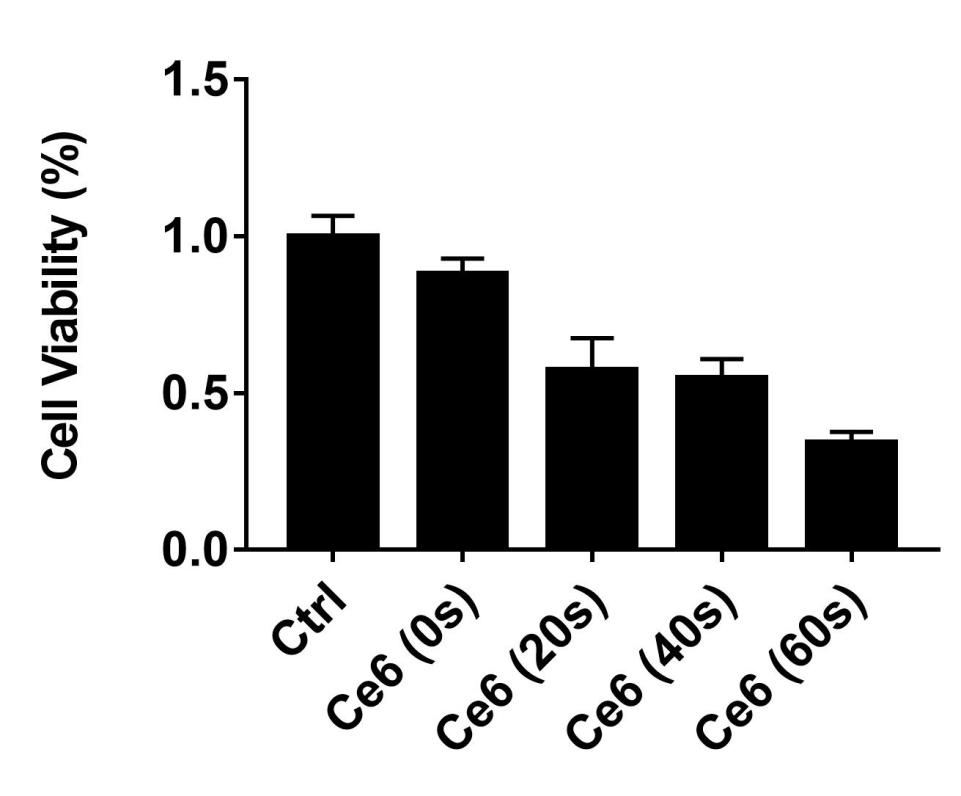 Cell Viability (%)
1.5
1.0
0.5
0.0
Ctrl
Ce6 (0s)
Ce6 (20s)
Ce6 (40s)
Ce6 (60s)